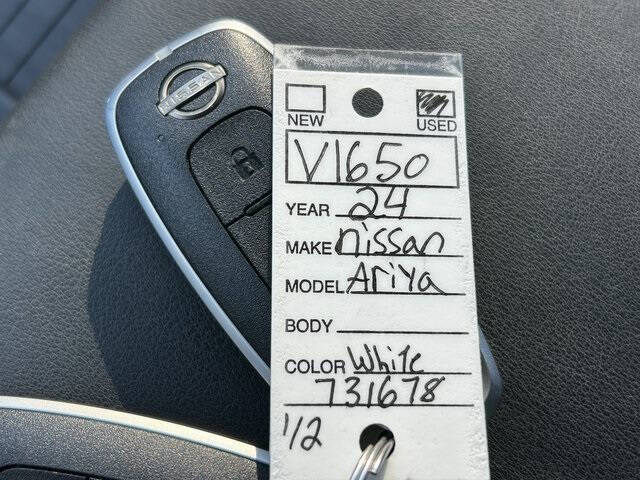 NISSAN
NEW USED
V1650
YEAR 24
MAKE nissan
MODEL Ariya
BODY
COLOR White
731678
1/2